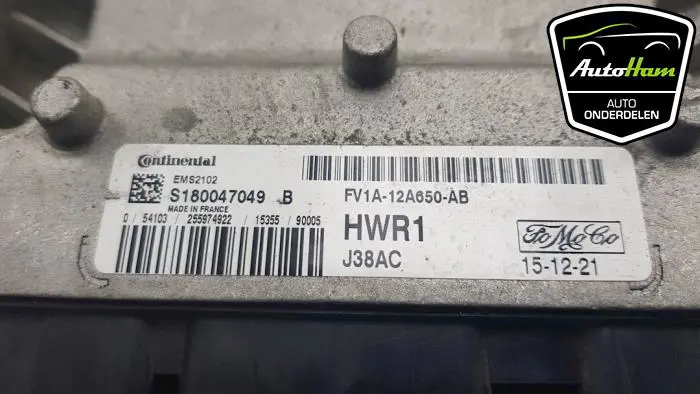 AutoHam
AUTO
ONDERDELEN
Continental
EMS2102
S180047049 B
MADE IN FRANCE
0 / 54103 / 255974922 / 15355 / 90005
FV1A-12A650-AB
HWR1
J38AC
FoMoCo
15-12-21